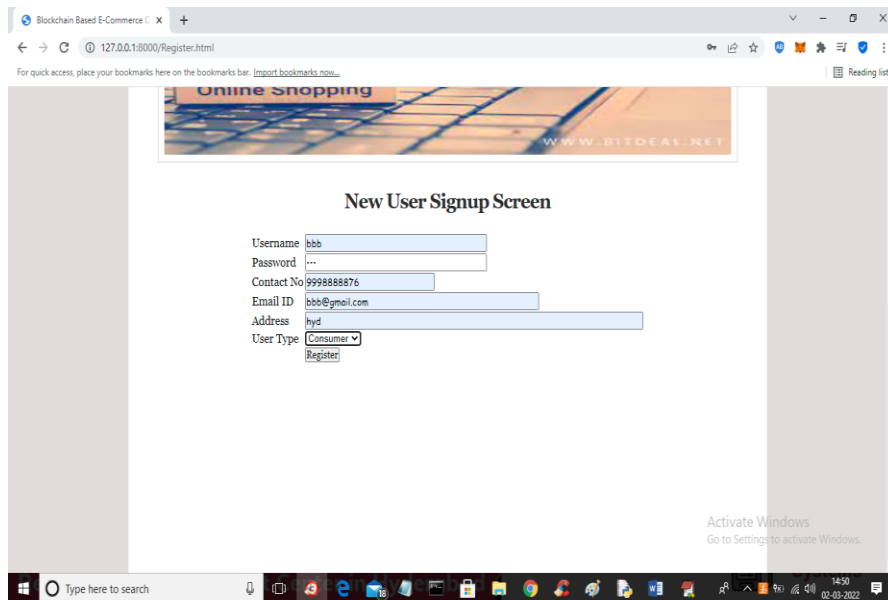 Blockchain Based E-Commerce
127.0.0.1:8000/Register.html
For quick access, place your bookmarks here on the bookmarks bar. Import bookmarks now...
Reading list
Online Shopping
WWW.BITDEAL.NET
New User Signup Screen
Username bbb
Password ...
Contact No 9998888876
Email ID bbb@gmail.com
Address hyd
User Type Consumer
Register
Activate Windows
Go to Settings to activate Windows.
Type here to search
18
14:50
02-03-2022